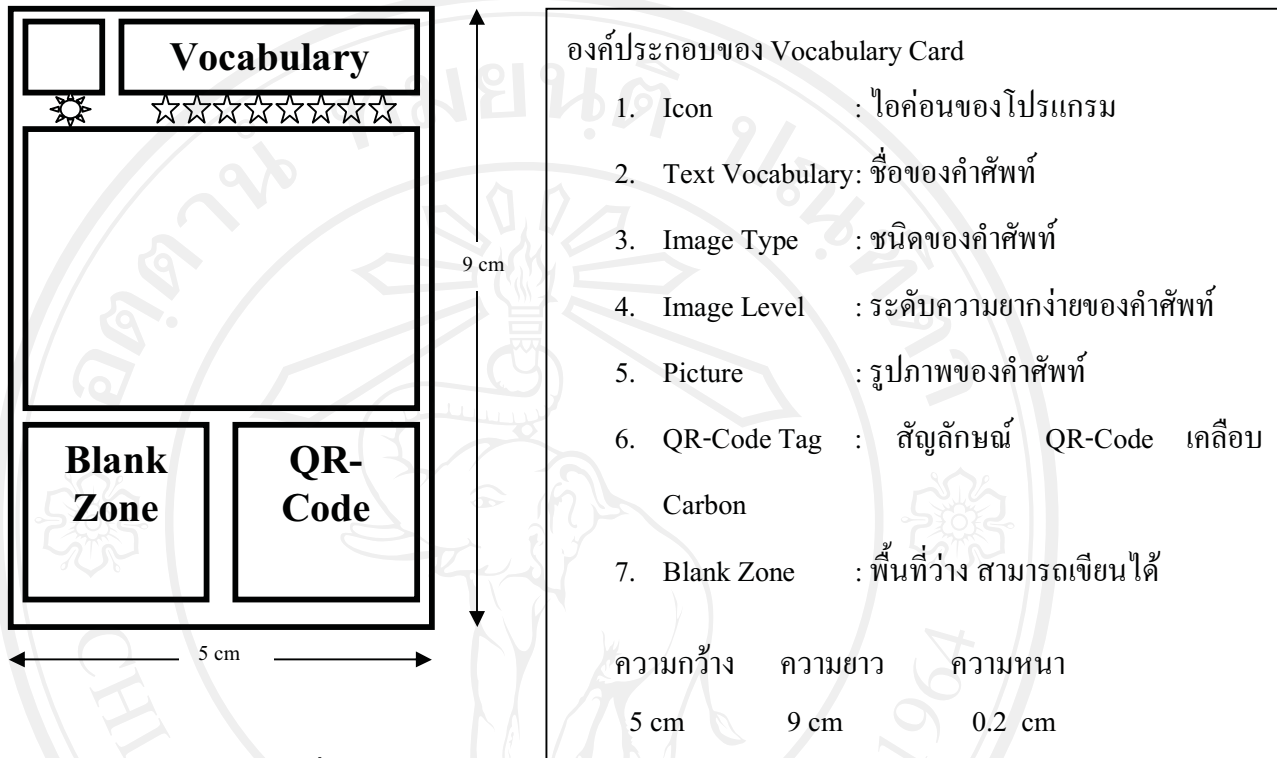 Vocabulary
9 cm
Blank
Zone
QR-
Code
5 cm
องค์ประกอบของ Vocabulary Card
1. Icon : ไอค่อนของโปรแกรม
2. Text Vocabulary: ชื่อของคำศัพท์
3. Image Type : ชนิดของคำศัพท์
4. Image Level : ระดับความยากง่ายของคำศัพท์
5. Picture : รูปภาพของคำศัพท์
6. QR-Code Tag : สัญลักษณ์ QR-Code เคลือบ
Carbon
7. Blank Zone : พื้นที่ว่าง สามารถเขียนได้
ความกว้าง ความยาว ความหนา
5 cm 9 cm 0.2 cm
1964